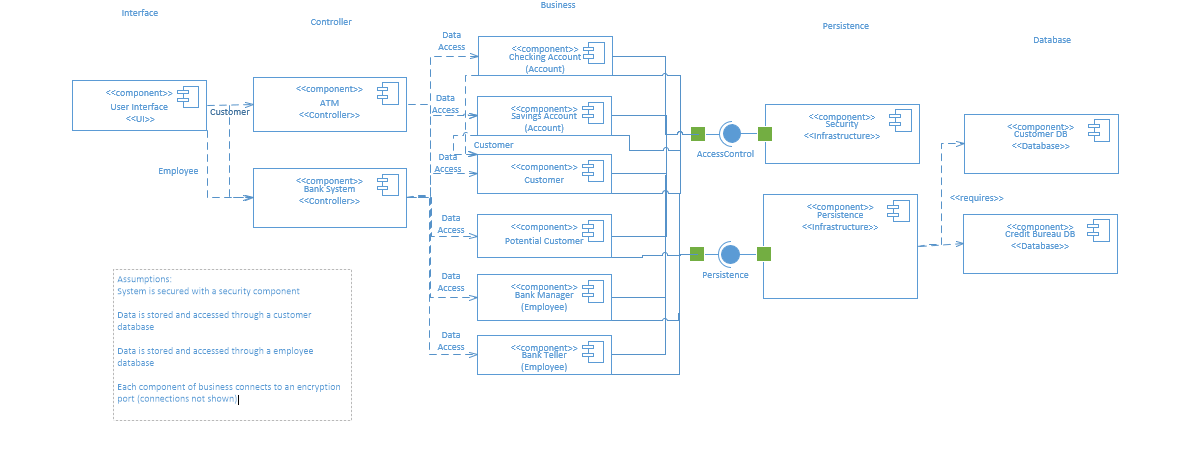 Interface
Controller
Business
Persistence
Database
<<component>>
User Interface
<<UI>>
Customer
Employee
<<component>>
ATM
<<Controller>>
<<component>>
Bank System
<<Controller>>
Data
Access
<<component>>
Checking Account
(Account)
Data
Access
<<component>>
Savings Account
(Account)
Customer
Data
Access
<<component>>
Customer
Data
Access
<<component>>
Potential Customer
Data
Access
<<component>>
Bank Manager
(Employee)
Data
Access
<<component>>
Bank Teller
(Employee)
AccessControl
Persistence
<<component>>
Security
<<Infrastructure>>
<<component>>
Persistence
<<Infrastructure>>
<<requires>>
<<component>>
Customer DB
<<Database>>
<<component>>
Credit Bureau DB
<<Database>>
Assumptions:
System is secured with a security component
Data is stored and accessed through a customer
database
Data is stored and accessed through a employee
database
Each component of business connects to an encryption
port (connections not shown)